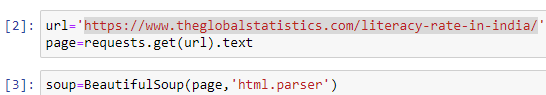 [2]: url='https://www.theglobalstatistics.com/literacy-rate-in-india/'
page=requests.get(url).text
[3]: soup=BeautifulSoup(page,'html.parser')